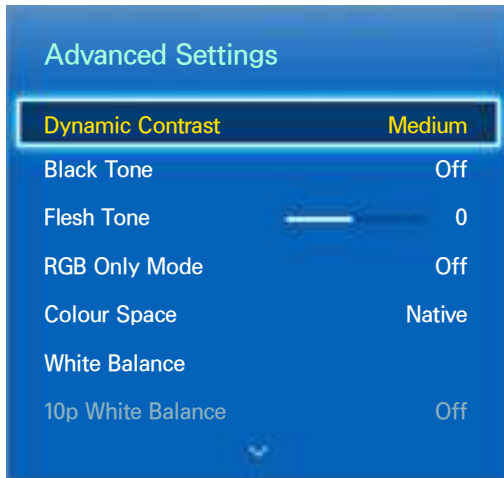 Advanced Settings
Dynamic Contrast Medium
Black Tone Off
Flesh Tone 0
RGB Only Mode Off
Colour Space Native
White Balance
10p White Balance Off